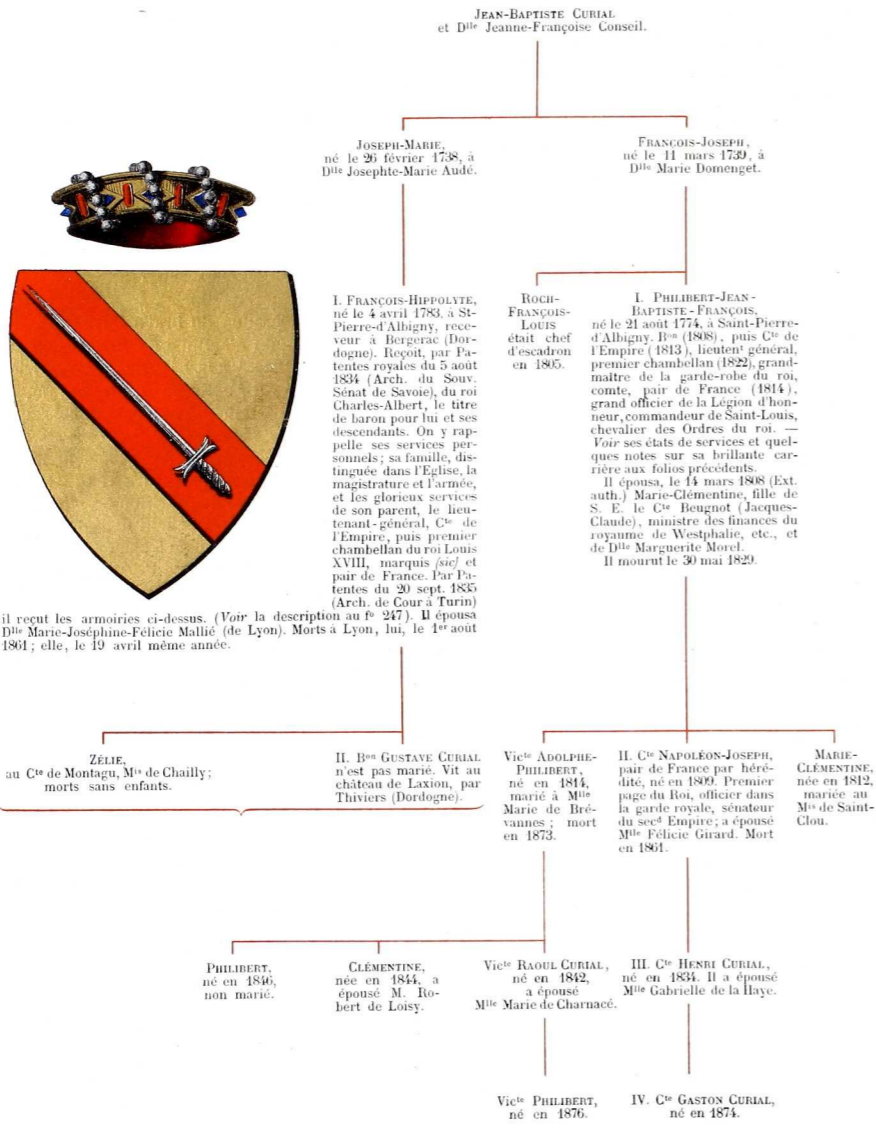 JEAN-BAPTISTE CURIAL
et Dlle Jeanne-Françoise Conseil.
JOSEPH-MARIE,
né le 26 février 1738, à
Dlle Josephte-Marie Audé.
FRANÇOIS-JOSEPH,
né le 11 mars 1739, à
Dlle Marie Domenget.
I. FRANÇOIS-HIPPOLYTE,
né le 4 avril 1783, à St-
Pierre-d'Albigny, rece-
veur à Bergerac (Dor-
dogne). Reçoit, par Pa-
tentes royales du 5 août
1834 (Arch. du Souv.
Sénat de Savoie), du roi
Charles-Albert, le titre
de baron pour lui et ses
descendants. On y rap-
pelle ses services per-
sonnels ; sa famille, dis-
tinguée dans l'Eglise, la
magistrature et l'armée,
et les glorieux services
de son parent, le lieu-
tenant-général, Cte de
l'Empire, puis premier
chambellan du roi Louis
XVIII, marquis (sic) et
pair de France. Par Pa-
tentes du 20 sept. 1835
(Arch. de Cour à Turin)
il reçut les armoiries ci-dessus. (Voir la description au fo 247). Il épousa
Dlle Marie-Joséphine-Félicie Mallié (de Lyon). Morts à Lyon, lui, le 1er août
1861 ; elle, le 19 avril même année.
ROCH-
FRANÇOIS-
LOUIS
était chef
d'escadron
en 1805.
I. PHILIBERT-JEAN-
BAPTISTE-FRANÇOIS,
né le 21 août 1774, à Saint-Pierre-
d'Albigny. Bon (1808), puis Cte de
l'Empire (1813), lieutent général,
premier chambellan (1822), grand-
maître de la garde-robe du roi,
comte, pair de France (1814),
grand officier de la Légion d'hon-
neur, commandeur de Saint-Louis,
chevalier des Ordres du roi. —
Voir ses états de services et quel-
ques notes sur sa brillante car-
rière aux folios précédents.
Il épousa, le 14 mars 1808 (Ext.
auth.) Marie-Clémentine, fille de
S. E. le Cte Beugnot (Jacques-
Claude), ministre des finances du
royaume de Westphalie, etc., et
de Dlle Marguerite Morel.
Il mourut le 30 mai 1829.
ZÉLIE,
au Cte de Montagu, Mis de Chailly ;
morts sans enfants.
II. Bon GUSTAVE CURIAL
n'est pas marié. Vit au
château de Laxion, par
Thiviers (Dordogne).
Victe ADOLPHE-
PHILIBERT,
né en 1814,
marié à Mlle
Marie de Bré-
vannes ; mort
en 1873.
II. Cte NAPOLÉON-JOSEPH,
pair de France par héré-
dité, né en 1809. Premier
page du Roi, officier dans
la garde royale, sénateur
du secd Empire ; a épousé
Mlle Félicie Girard. Mort
en 1861.
MARIE-
CLÉMENTINE,
née en 1812,
mariée au
Mis de Saint-
Clou.
PHILIBERT,
né en 1846,
non marié.
CLÉMENTINE,
née en 1844, a
épousé M. Ro-
bert de Loisy.
Victe RAOUL CURIAL,
né en 1842,
a épousé
Mlle Marie de Charnacé.
III. Cte HENRI CURIAL,
né en 1834. Il a épousé
Mlle Gabrielle de la Haye.
Victe PHILIBERT,
né en 1876.
IV. Cte GASTON CURIAL,
né en 1874.